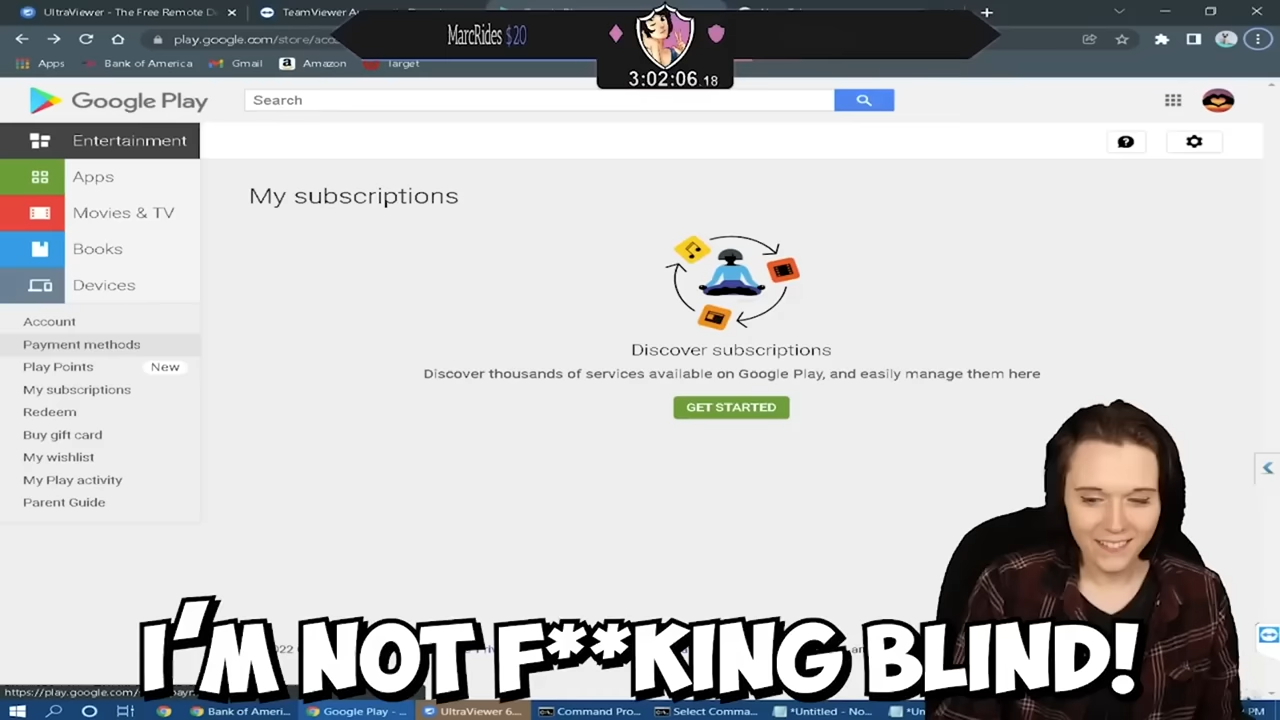 UltraViewer - The Free Remote De
TeamViewer Au
MarcRides $20
3:02:06.18
play.google.com/store/acc
Apps
Bank of America
Gmail
Amazon
Target
Google Play
Search
Entertainment
Apps
Movies & TV
Books
Devices
My subscriptions
Discover subscriptions
Discover thousands of services available on Google Play, and easily manage them here
GET STARTED
Account
Payment methods
Play Points New
My subscriptions
Redeem
Buy gift card
My wishlist
My Play activity
Parent Guide
I'M NOT F**KING BLIND!
https://play.google.com/
Bank of Ameri...
Google Play - ...
UltraViewer 6....
Command Pro...
Select Comma...
*Untitled - No...
*Un
PM